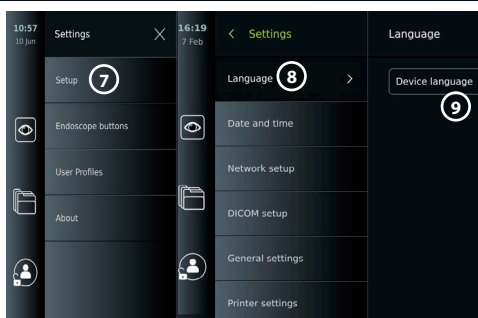 10:57
10 Jun
Settings
Setup
7
Endoscope buttons
User Profiles
About
16:19
7 Feb
Settings
Language
8
Date and time
Network setup
DICOM setup
General settings
Printer settings
Language
Device language
9